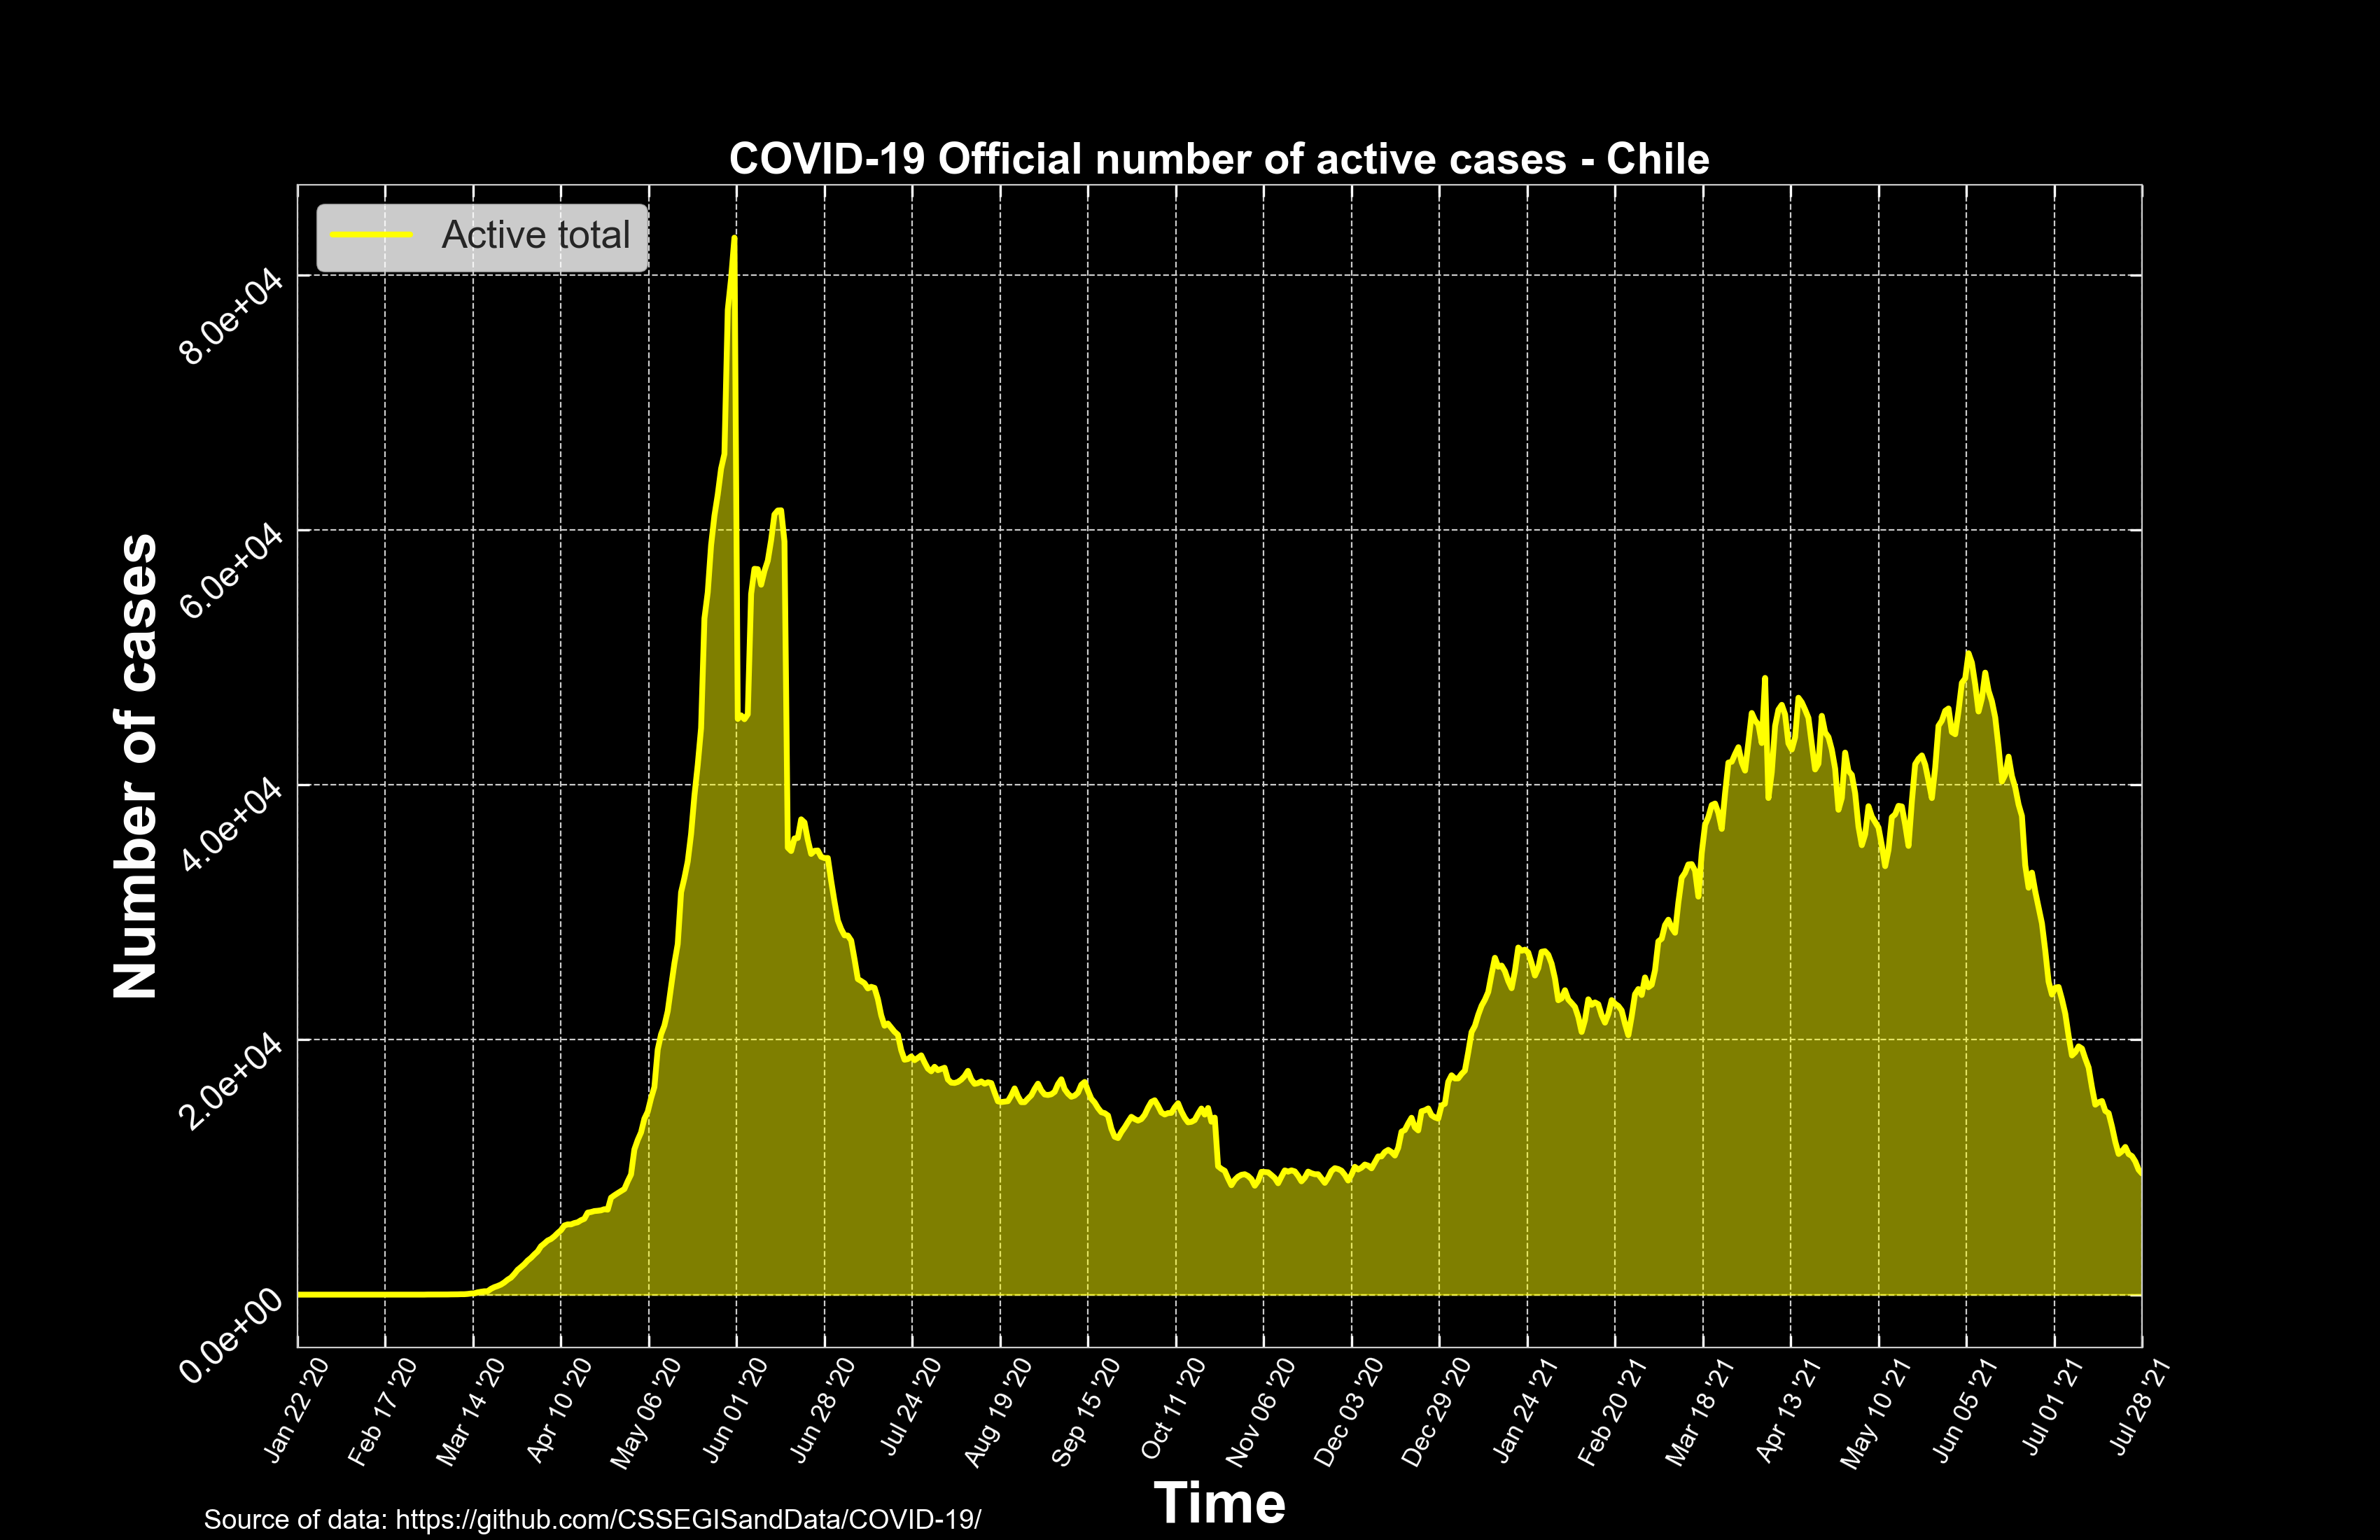 COVID-19 Official number of active cases - Chile
Active total
Number of cases
8.0e+04
6.0e+04
4.0e+04
2.0e+04
0.0e+00
Jan 22 '20
Feb 17 '20
Mar 14 '20
Apr 10 '20
May 06 '20
Jun 01 '20
Jun 28 '20
Jul 24 '20
Aug 19 '20
Sep 15 '20
Oct 11 '20
Nov 06 '20
Dec 03 '20
Dec 29 '20
Jan 24 '21
Feb 20 '21
Mar 18 '21
Apr 13 '21
May 10 '21
Jun 05 '21
Jul 01 '21
Jul 28 '21
Time
Source of data: https://github.com/CSSEGISandData/COVID-19/